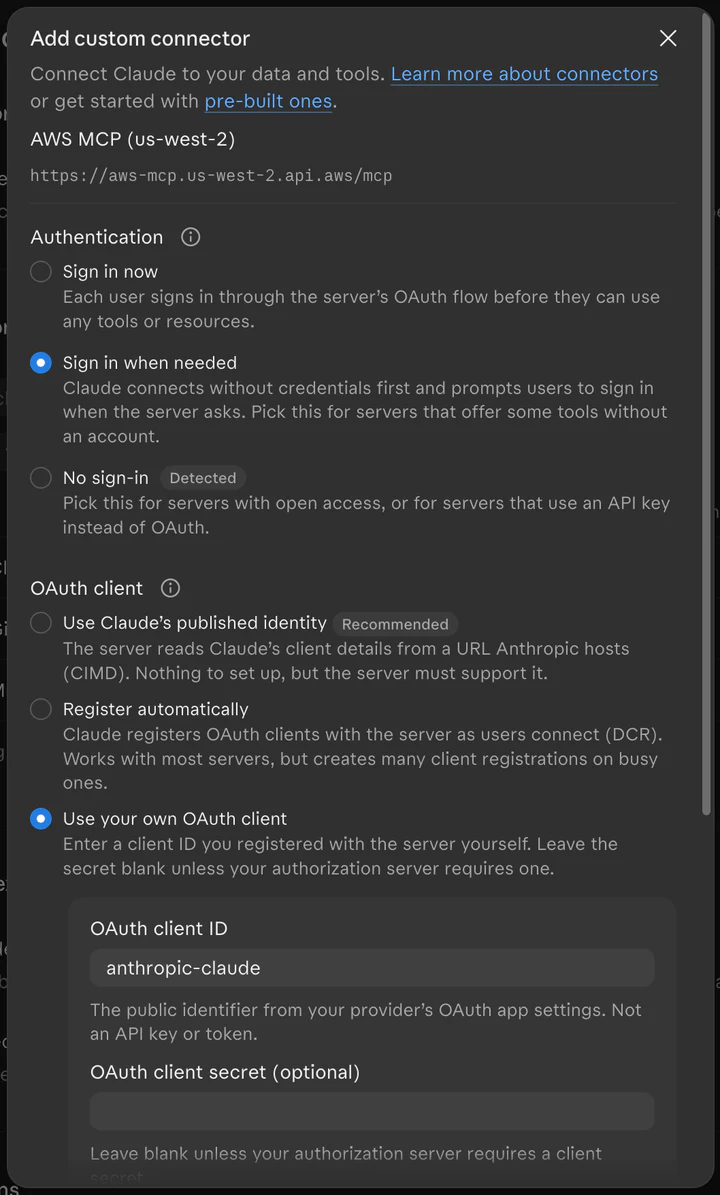 Add custom connector
Connect Claude to your data and tools. Learn more about connectors
or get started with pre-built ones.
AWS MCP (us-west-2)
https://aws-mcp.us-west-2.api.aws/mcp
Authentication
Sign in now
Each user signs in through the server's OAuth flow before they can use
any tools or resources.
Sign in when needed
Claude connects without credentials first and prompts users to sign in
when the server asks. Pick this for servers that offer some tools without
an account.
No sign-in Detected
Pick this for servers with open access, or for servers that use an API key
instead of OAuth.
OAuth client
Use Claude's published identity Recommended
The server reads Claude's client details from a URL Anthropic hosts
(CIMD). Nothing to set up, but the server must support it.
Register automatically
Claude registers OAuth clients with the server as users connect (DCR).
Works with most servers, but creates many client registrations on busy
ones.
Use your own OAuth client
Enter a client ID you registered with the server yourself. Leave the
secret blank unless your authorization server requires one.
OAuth client ID
anthropic-claude
The public identifier from your provider's OAuth app settings. Not
an API key or token.
OAuth client secret (optional)
Leave blank unless your authorization server requires a client
secret.